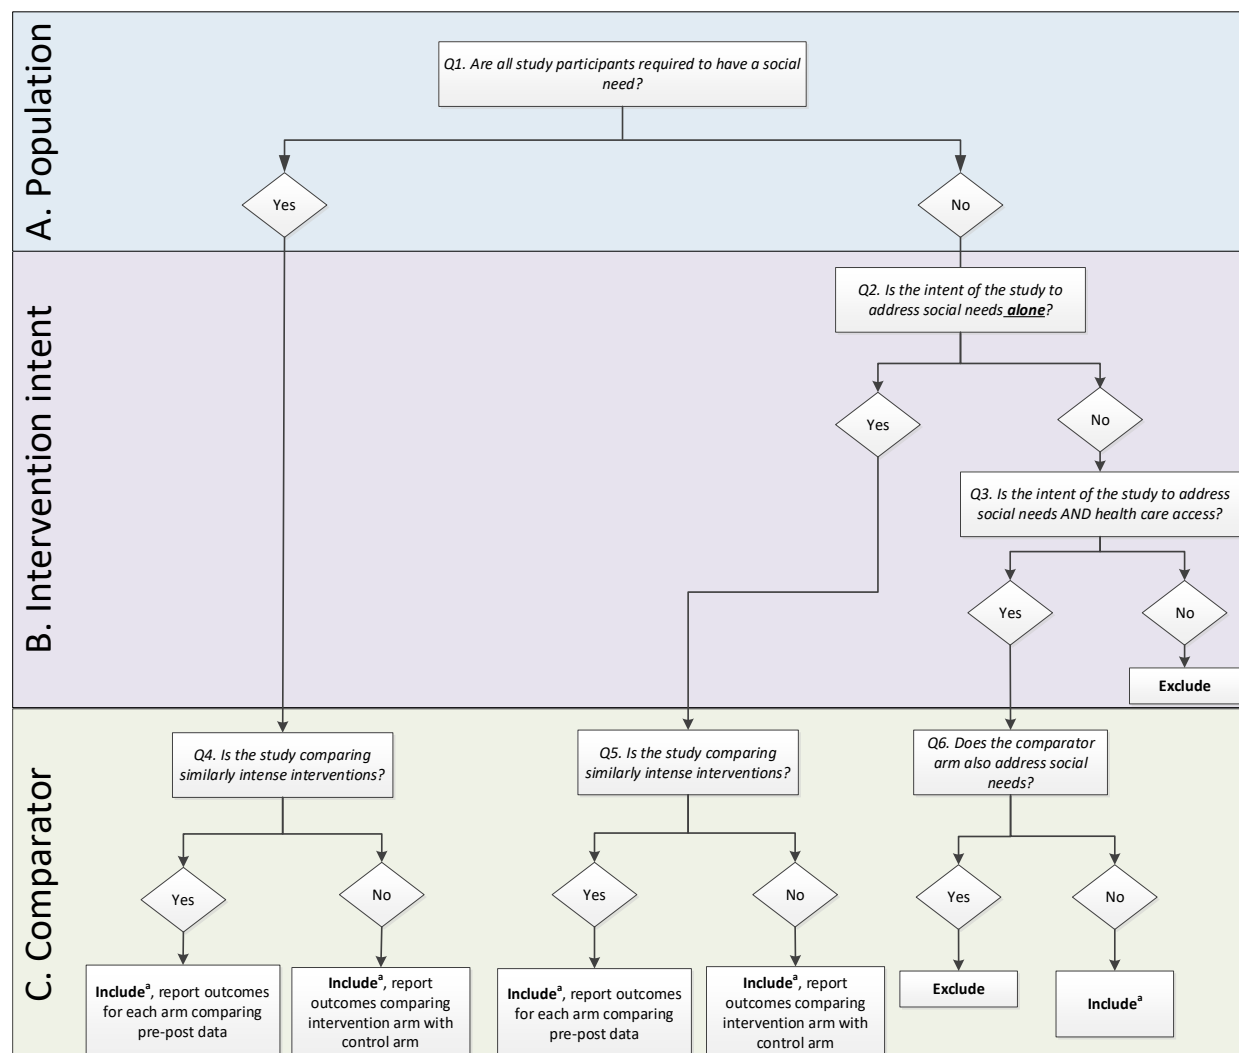 A. Population
Q1. Are all study participants required to have a social
need?
Yes
No
B. Intervention intent
Q2. Is the intent of the study to
address social needs alone?
Yes
No
Q3. Is the intent of the study to address
social needs AND health care access?
Yes
No
Exclude
C. Comparator
Q4. Is the study comparing
similarly intense interventions?
Yes
No
Includeᵃ, report outcomes
for each arm comparing
pre-post data
Includeᵃ, report
outcomes comparing
intervention arm with
control arm
Q5. Is the study comparing
similarly intense interventions?
Yes
No
Includeᵃ, report outcomes
for each arm comparing
pre-post data
Includeᵃ, report
outcomes comparing
intervention arm with
control arm
Q6. Does the comparator
arm also address social
needs?
Yes
No
Exclude
Includeᵃ